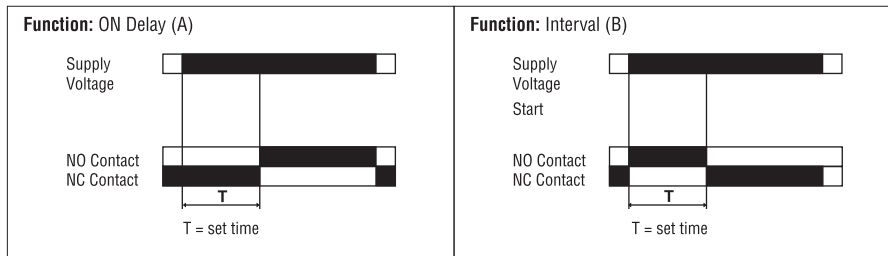 Function: ON Delay (A)
Supply
Voltage
NO Contact
NC Contact
T
T = set time
Function: Interval (B)
Supply
Voltage
Start
NO Contact
NC Contact
T
T = set time